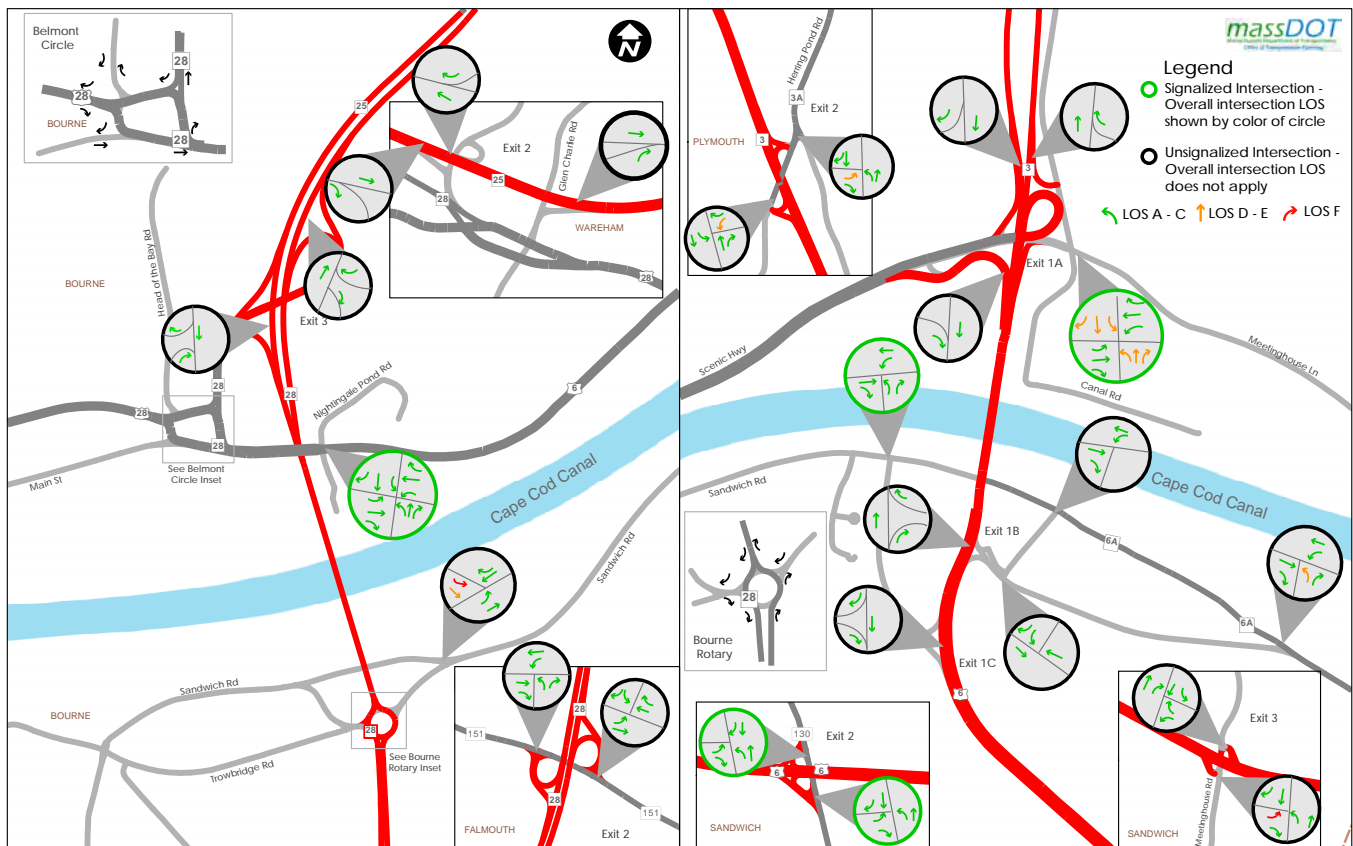 Belmont
Circle
28
28
BOURNE
28
N
25
Exit 2
Glen Charlie Rd
25
28
WAREHAM
28
Head of the Bay Rd
BOURNE
Exit 3
28
28
Nightingale Pond Rd
6
28
28
See Belmont
Circle Inset
Main St
Cape Cod Canal
Sandwich Rd
Sandwich Rd
BOURNE
28
See Bourne
Rotary Inset
Trowbridge Rd
151
28
28
151
FALMOUTH
Exit 2
Herring Pond Rd
3A
Exit 2
PLYMOUTH
3
massDOT
Legend
Signalized Intersection -
Overall intersection LOS
shown by color of circle
Unsignalized Intersection -
Overall intersection LOS
does not apply
LOS A - C
LOS D - E
LOS F
3
Exit 1A
Scenic Hwy
Meetinghouse Ln
Canal Rd
Cape Cod Canal
Sandwich Rd
Exit 1B
6A
6A
28
Bourne
Rotary
Exit 1C
6
130
Exit 2
6
6
SANDWICH
Exit 3
Meetinghouse Rd
SANDWICH